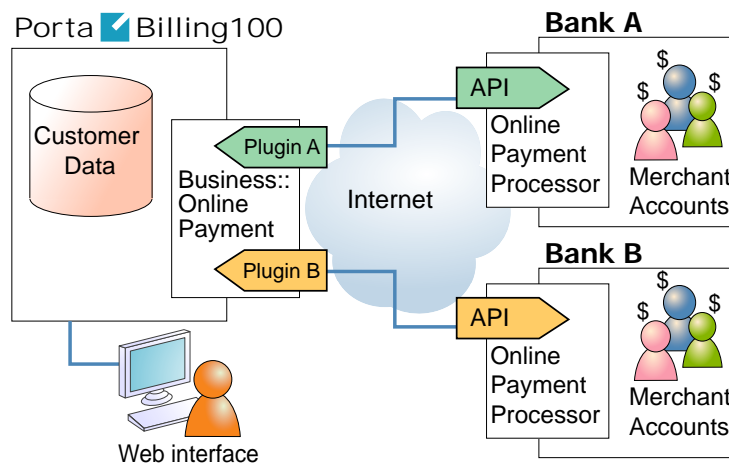 Porta Billing100
Customer
Data
Plugin A
Business::
Online
Payment
Plugin B
Web interface
Internet
Bank A
API
Online
Payment
Processor
$
$
$
Merchant
Accounts
Bank B
API
Online
Payment
Processor
$
$
$
Merchant
Accounts